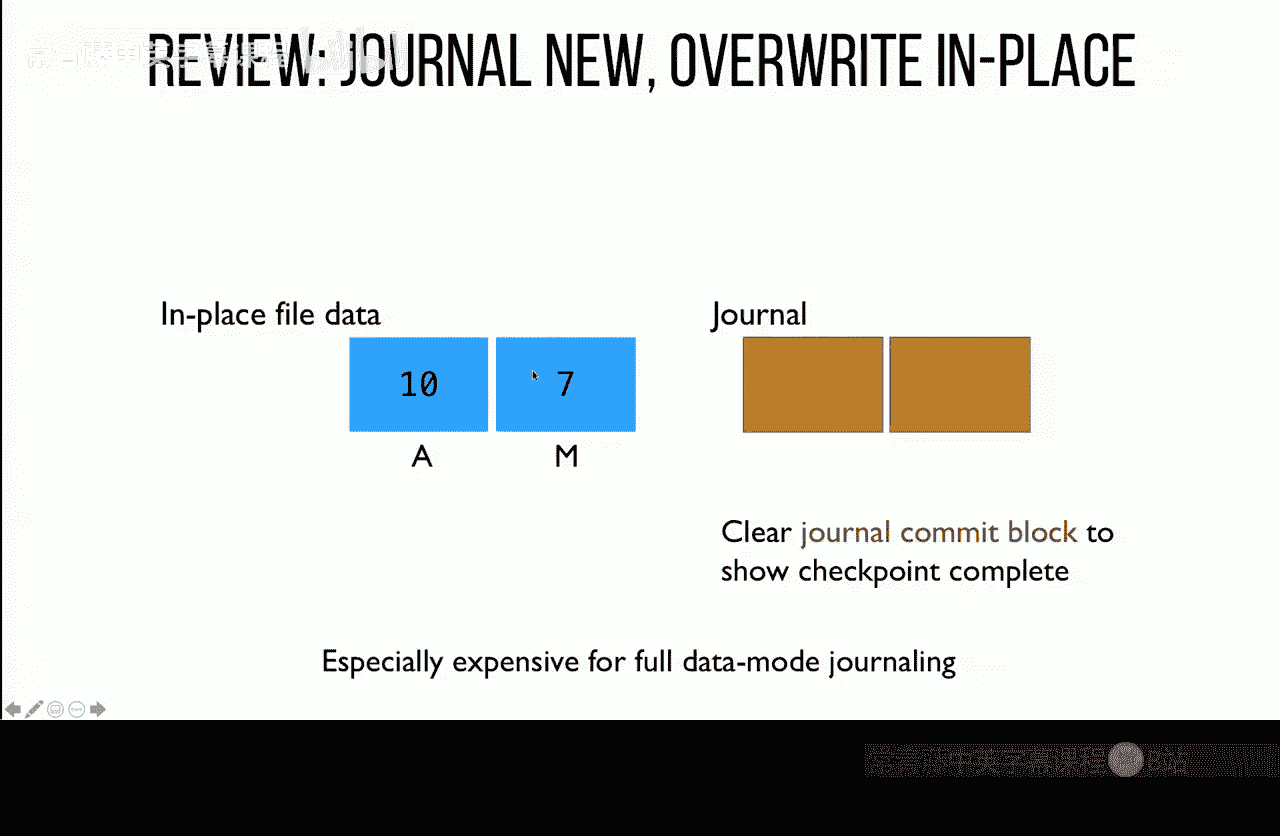 REVIEW: JOURNAL NEW, OVERWRITE IN-PLACE
In-place file data
Journal
10
7
A
M
Clear journal commit block to
show checkpoint complete
Especially expensive for full data-mode journaling